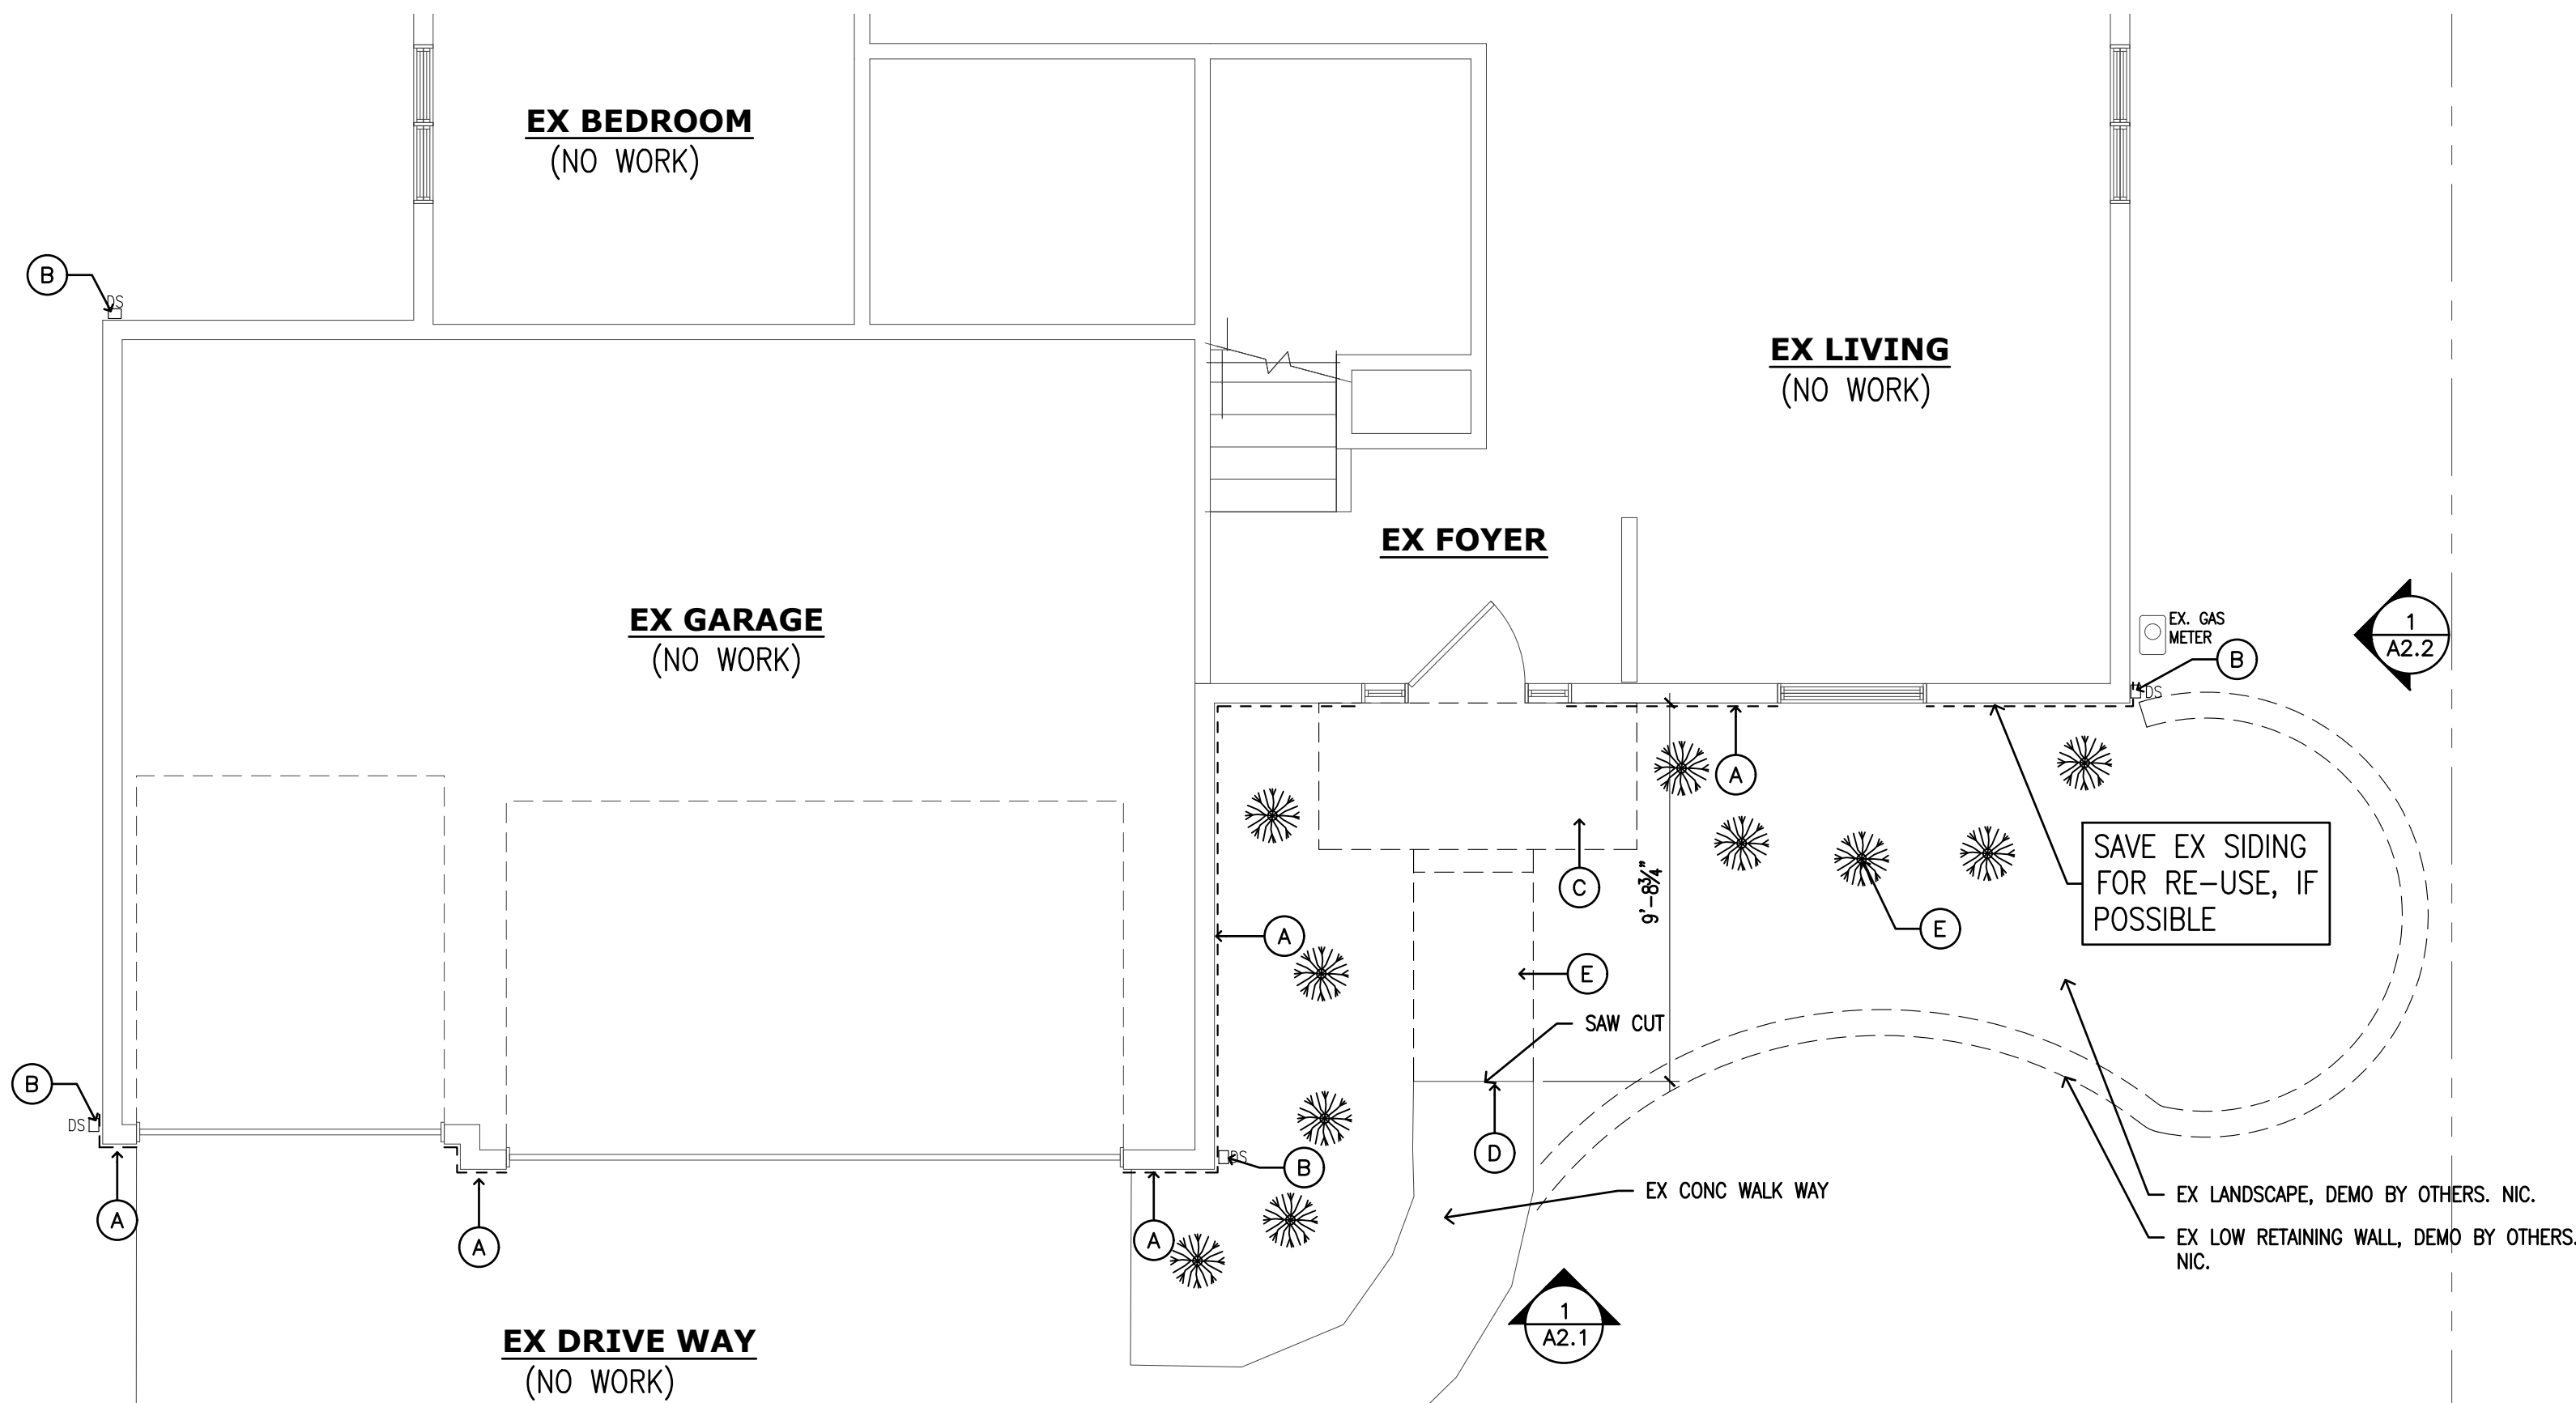 EX BEDROOM
(NO WORK)
B
DS
EX LIVING
(NO WORK)
EX FOYER
EX GARAGE
(NO WORK)
EX. GAS
METER
B
DS
1
A2.2
A
C
9'-8¾"
SAVE EX SIDING
FOR RE-USE, IF
POSSIBLE
A
E
E
SAW CUT
B
DS
D
B
DS
A
A
A
EX CONC WALK WAY
EX LANDSCAPE, DEMO BY OTHERS. NIC.
EX LOW RETAINING WALL, DEMO BY OTHERS.
NIC.
1
A2.1
EX DRIVE WAY
(NO WORK)